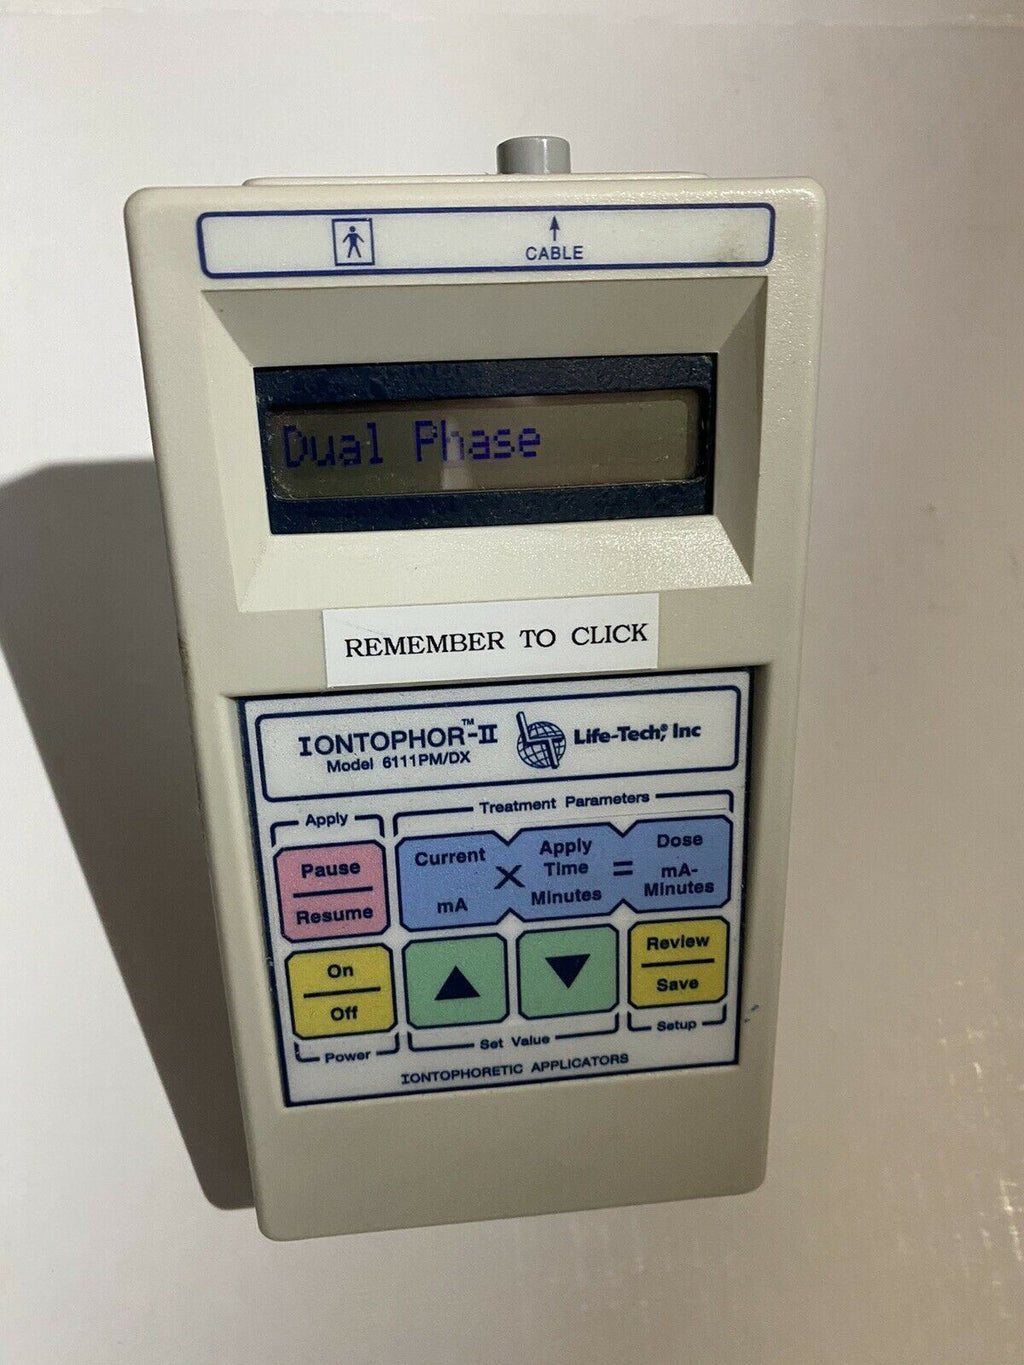 CABLE
Dual Phase
REMEMBER TO CLICK
IONTOPHOR™-II
Model 6111PM/DX
Life-Tech,® Inc
Apply
Treatment Parameters
Pause
Resume
Current
mA
X
Apply
Time
Minutes
=
Dose
mA-
Minutes
On
Off
Review
Save
Power
Set Value
Setup
IONTOPHORETIC APPLICATORS